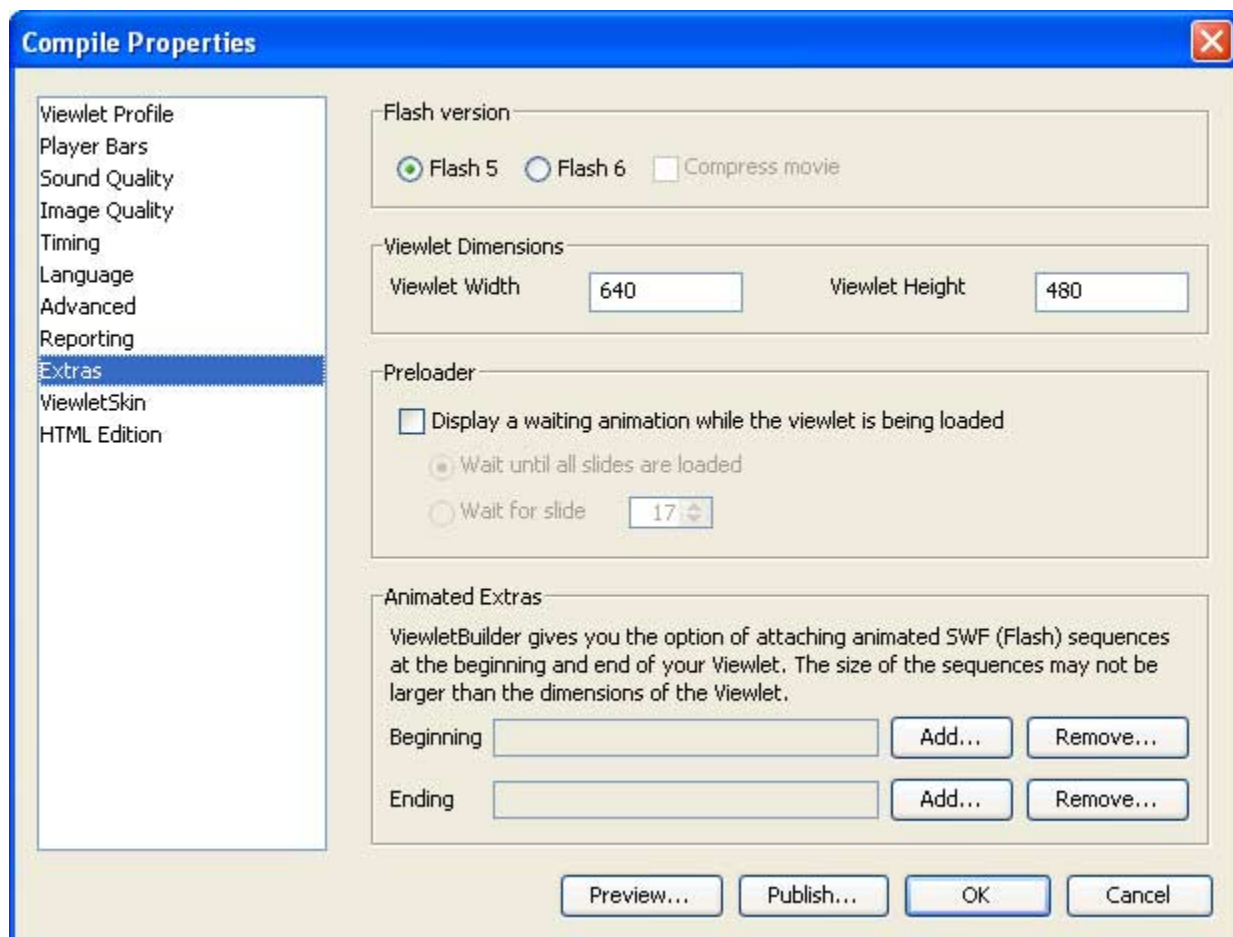 Compile Properties
Viewlet Profile
Player Bars
Sound Quality
Image Quality
Timing
Language
Advanced
Reporting
Extras
ViewletSkin
HTML Edition
Flash version
Flash 5 Flash 6 Compress movie
Viewlet Dimensions
Viewlet Width 640 Viewlet Height 480
Preloader
Display a waiting animation while the viewlet is being loaded
Wait until all slides are loaded
Wait for slide 17
Animated Extras
ViewletBuilder gives you the option of attaching animated SWF (Flash) sequences
at the beginning and end of your Viewlet. The size of the sequences may not be
larger than the dimensions of the Viewlet.
Beginning Add... Remove...
Ending Add... Remove...
Preview... Publish... OK Cancel